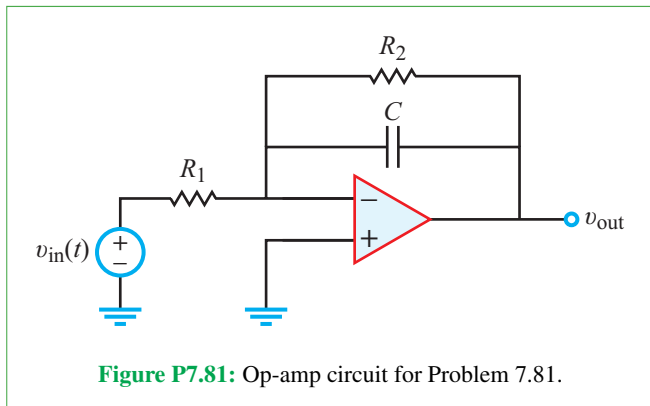 R2
C
R1
−
+
vin(t)
+
−
vout
Figure P7.81: Op-amp circuit for Problem 7.81.